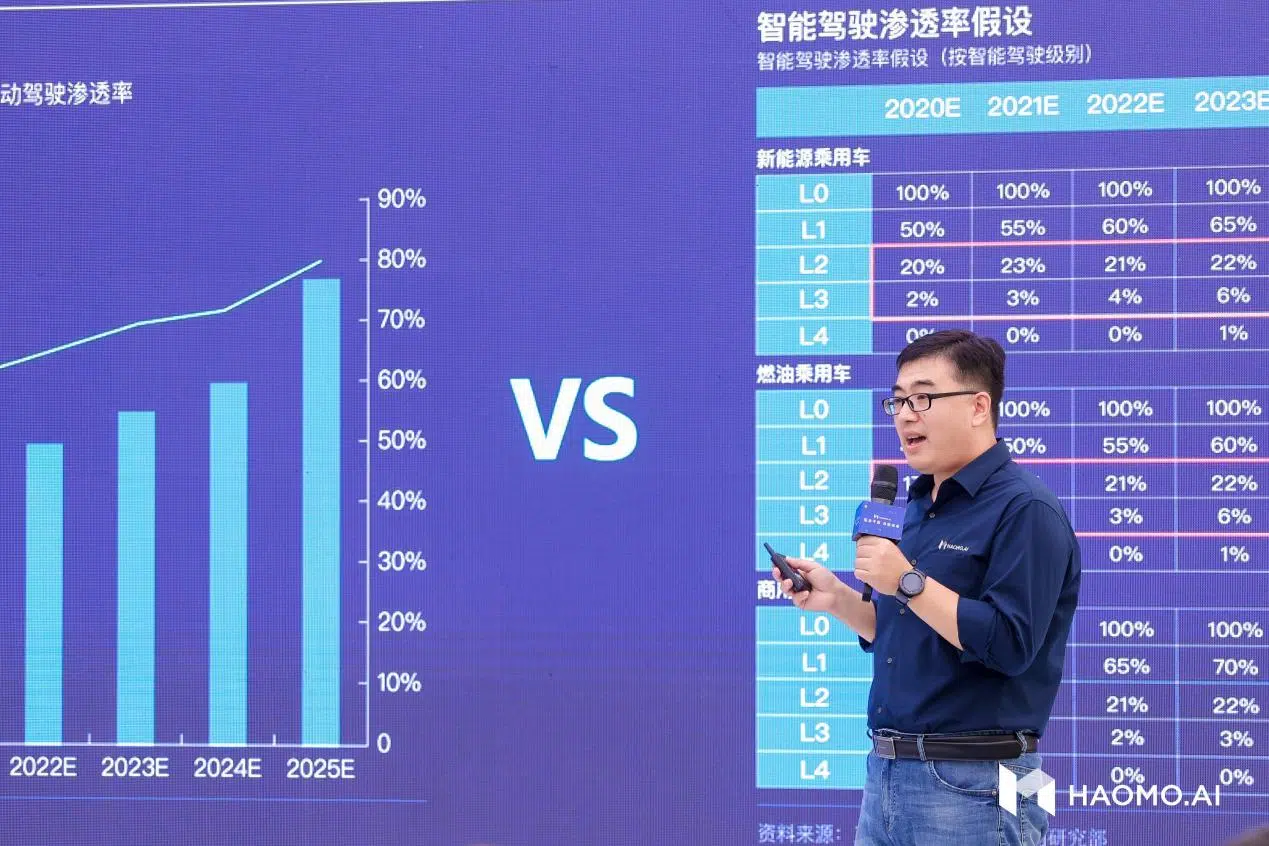 动驾驶渗透率
90%
80%
70%
60%
50%
40%
30%
20%
10%
0
2022E 2023E 2024E 2025E
VS
智能驾驶渗透率假设
智能驾驶渗透率假设（按智能驾驶级别）
2020E 2021E 2022E 2023E
新能源乘用车
L0 100% 100% 100% 100%
L1 50% 55% 60% 65%
L2 20% 23% 21% 22%
L3 2% 3% 4% 6%
L4 0% 0% 0% 1%
燃油乘用车
L0 100% 100% 100%
L1 50% 55% 60%
L2 21% 22%
L3 3% 6%
L4 0% 1%
商用
L0 100% 100%
L1 65% 70%
L2 21% 22%
L3 2% 3%
L4 0% 0%
资料来源：
研究部
HAOMO.AI
HAOMO.AI